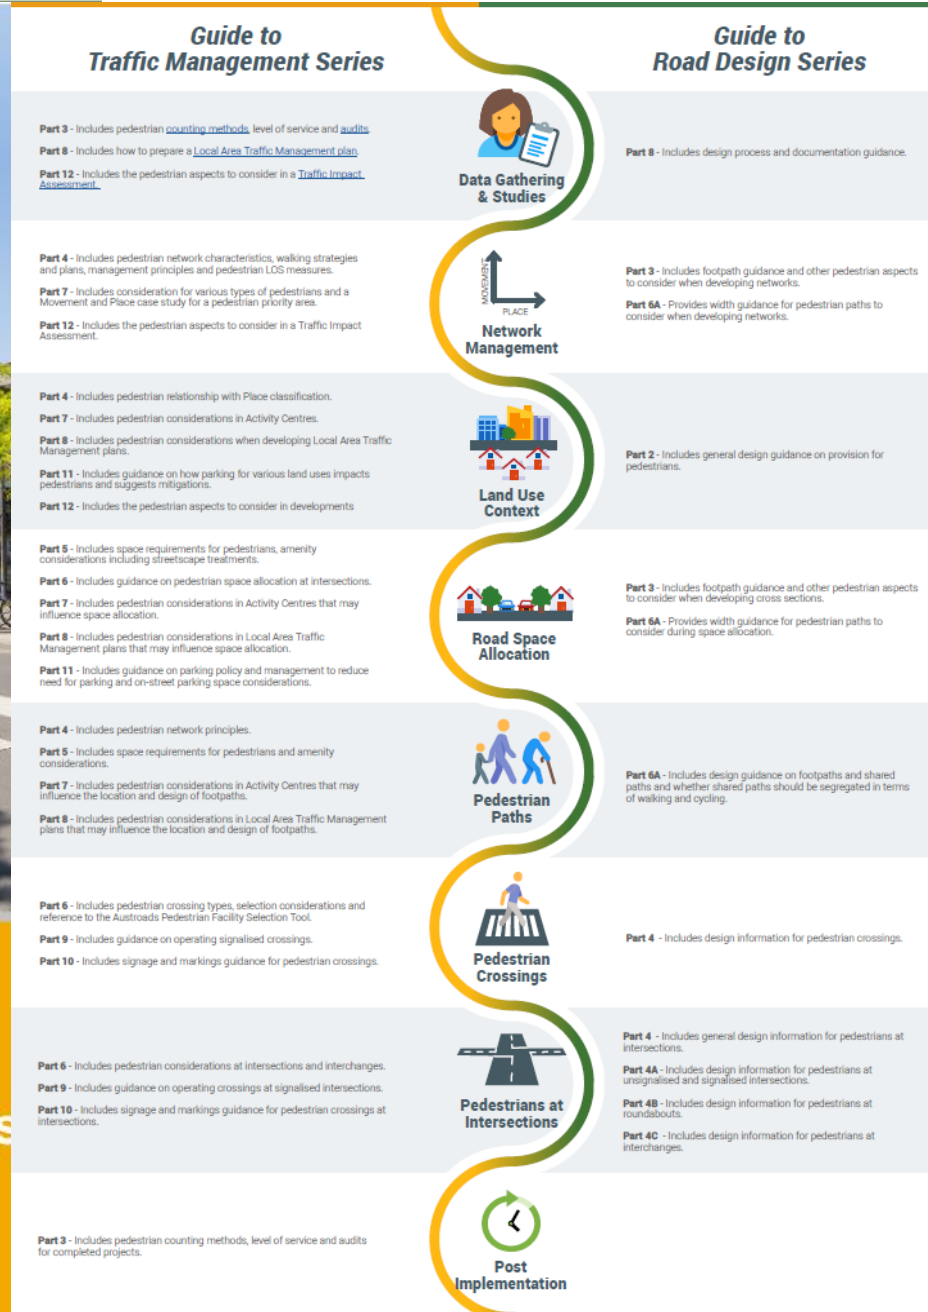 Guide to
Traffic Management Series
Guide to
Road Design Series
Part 3 - Includes pedestrian counting methods, level of service and audits.
Part 8 - Includes how to prepare a Local Area Traffic Management plan.
Part 12 - Includes the pedestrian aspects to consider in a Traffic Impact
Assessment.
Data Gathering
& Studies
Part 8 - Includes design process and documentation guidance.
Part 4 - Includes pedestrian network characteristics, walking strategies
and plans, management principles and pedestrian LOS measures.
Part 7 - Includes consideration for various types of pedestrians and a
Movement and Place case study for a pedestrian priority area.
Part 12 - Includes the pedestrian aspects to consider in a Traffic Impact
Assessment.
MOVEMENT
PLACE
Network
Management
Part 3 - Includes footpath guidance and other pedestrian aspects
to consider when developing networks.
Part 6A - Provides width guidance for pedestrian paths to
consider when developing networks.
Part 4 - Includes pedestrian relationship with Place classification.
Part 7 - Includes pedestrian considerations in Activity Centres.
Part 8 - Includes pedestrian considerations when developing Local Area Traffic
Management plans.
Part 11 - Includes guidance on how parking for various land uses impacts
pedestrians and suggests mitigations.
Part 12 - Includes the pedestrian aspects to consider in developments
Land Use
Context
Part 2 - Includes general design guidance on provision for
pedestrians.
Part 5 - Includes space requirements for pedestrians, amenity
considerations including streetscape treatments.
Part 6 - Includes guidance on pedestrian space allocation at intersections.
Part 7 - Includes pedestrian considerations in Activity Centres that may
influence space allocation.
Part 8 - Includes pedestrian considerations in Local Area Traffic
Management plans that may influence space allocation.
Part 11 - Includes guidance on parking policy and management to reduce
need for parking and on-street parking space considerations.
Road Space
Allocation
Part 3 - Includes footpath guidance and other pedestrian aspects
to consider when developing cross sections.
Part 6A - Provides width guidance for pedestrian paths to
consider during space allocation.
Part 4 - Includes pedestrian network principles.
Part 5 - Includes space requirements for pedestrians and amenity
considerations.
Part 7 - Includes pedestrian considerations in Activity Centres that may
influence the location and design of footpaths.
Part 8 - Includes pedestrian considerations in Local Area Traffic Management
plans that may influence the location and design of footpaths.
Pedestrian
Paths
Part 6A - Includes design guidance on footpaths and shared
paths and whether shared paths should be segregated in terms
of walking and cycling.
Part 6 - Includes pedestrian crossing types, selection considerations and
reference to the Austroads Pedestrian Facility Selection Tool.
Part 9 - Includes guidance on operating signalised crossings.
Part 10 - Includes signage and markings guidance for pedestrian crossings.
Pedestrian
Crossings
Part 4 - Includes design information for pedestrian crossings.
Part 6 - Includes pedestrian considerations at intersections and interchanges.
Part 9 - Includes guidance on operating crossings at signalised intersections.
Part 10 - Includes signage and markings guidance for pedestrian crossings at
intersections.
Pedestrians at
Intersections
Part 4 - Includes general design information for pedestrians at
intersections.
Part 4A - Includes design information for pedestrians at
unsignalised and signalised intersections.
Part 4B - Includes design information for pedestrians at
roundabouts.
Part 4C - Includes design information for pedestrians at
interchanges.
Part 3 - Includes pedestrian counting methods, level of service and audits
for completed projects.
Post
Implementation